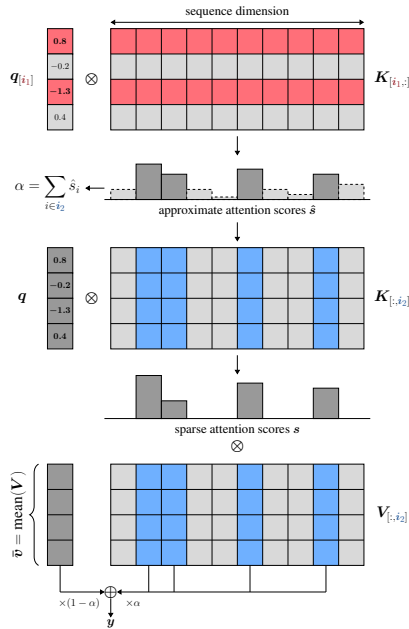 sequence dimension
0.8
−0.2
−1.3
0.4
q[i₁]
⊗
K[i₁,:]
α = ∑ i∈i₂ ŝᵢ
approximate attention scores ŝ
0.8
−0.2
−1.3
0.4
q
⊗
K[:,i₂]
sparse attention scores s
⊗
v̄ = mean(V)
V[:,i₂]
×(1 − α)
×α
y